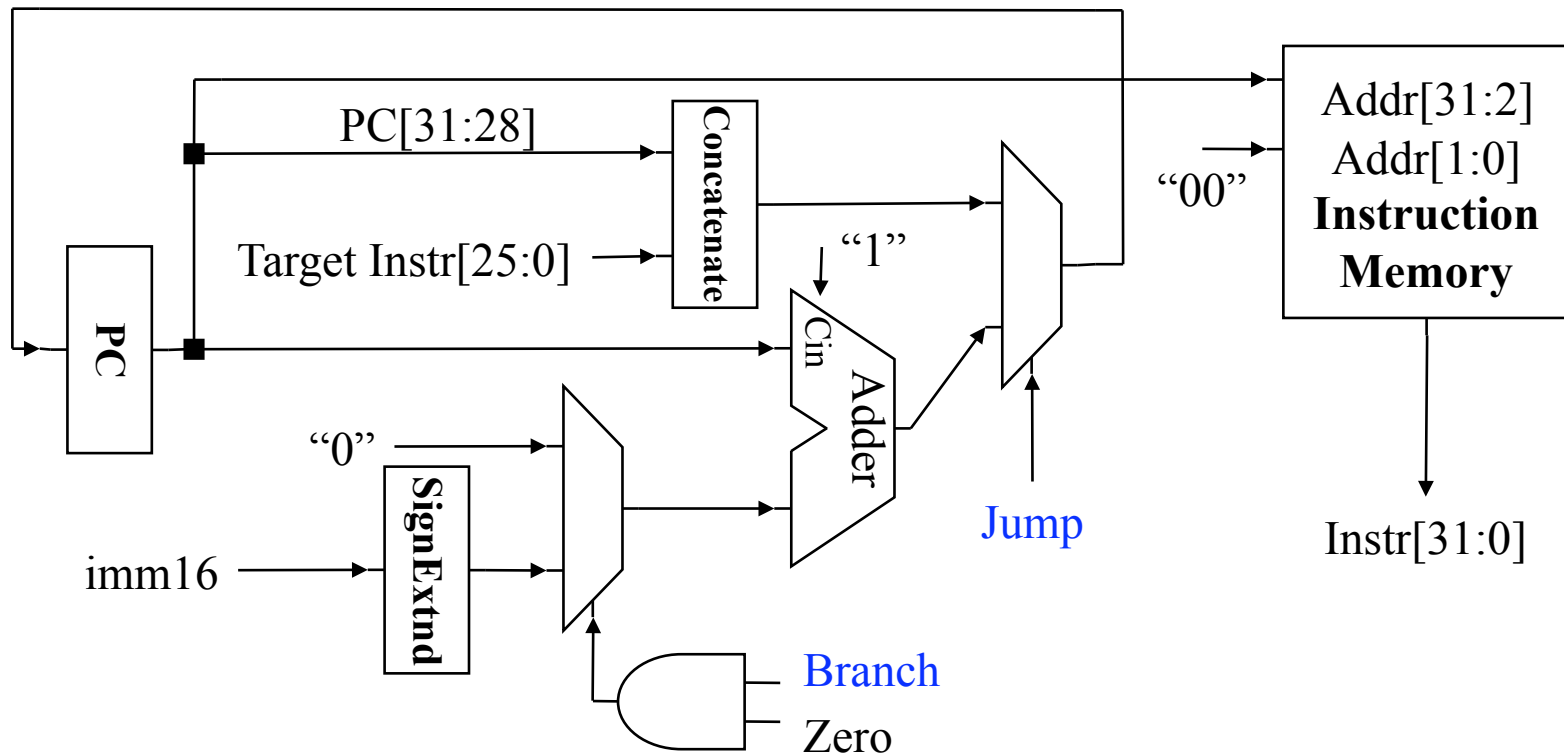 PC[31:28]
Concatenate
Target Instr[25:0]
“1”
“00”
Addr[31:2]
Addr[1:0]
Instruction
Memory
PC
Cin
Adder
“0”
SignExtnd
imm16
Jump
Instr[31:0]
Branch
Zero